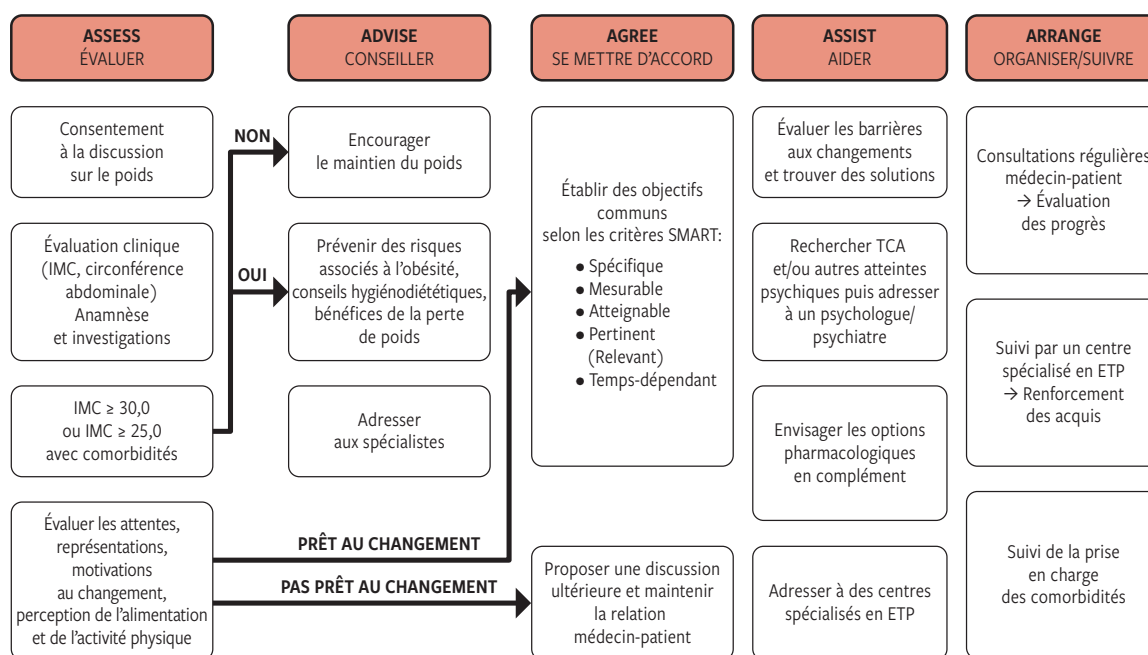 ASSESS
ÉVALUER
Consentement
à la discussion
sur le poids
Évaluation clinique
(IMC, circonférence
abdominale)
Anamnèse
et investigations
IMC ≥ 30,0
ou IMC ≥ 25,0
avec comorbidités
Évaluer les attentes,
représentations,
motivations
au changement,
perception de l'alimentation
et de l'activité physique
NON
OUI
PRÊT AU CHANGEMENT
PAS PRÊT AU CHANGEMENT
ADVISE
CONSEILLER
Encourager
le maintien du poids
Prévenir des risques
associés à l'obésité,
conseils hygiénodiététiques,
bénéfices de la perte
de poids
Adresser
aux spécialistes
AGREE
SE METTRE D'ACCORD
Établir des objectifs
communs
selon les critères SMART:
● Spécifique
● Mesurable
● Atteignable
● Pertinent
(Relevant)
● Temps-dépendant
Proposer une discussion
ultérieure et maintenir
la relation
médecin-patient
ASSIST
AIDER
Évaluer les barrières
aux changements
et trouver des solutions
Rechercher TCA
et/ou autres atteintes
psychiques puis adresser
à un psychologue/
psychiatre
Envisager les options
pharmacologiques
en complément
Adresser à des centres
spécialisés en ETP
ARRANGE
ORGANISER/SUIVRE
Consultations régulières
médecin-patient
→ Évaluation
des progrès
Suivi par un centre
spécialisé en ETP
→ Renforcement
des acquis
Suivi de la prise
en charge
des comorbidités